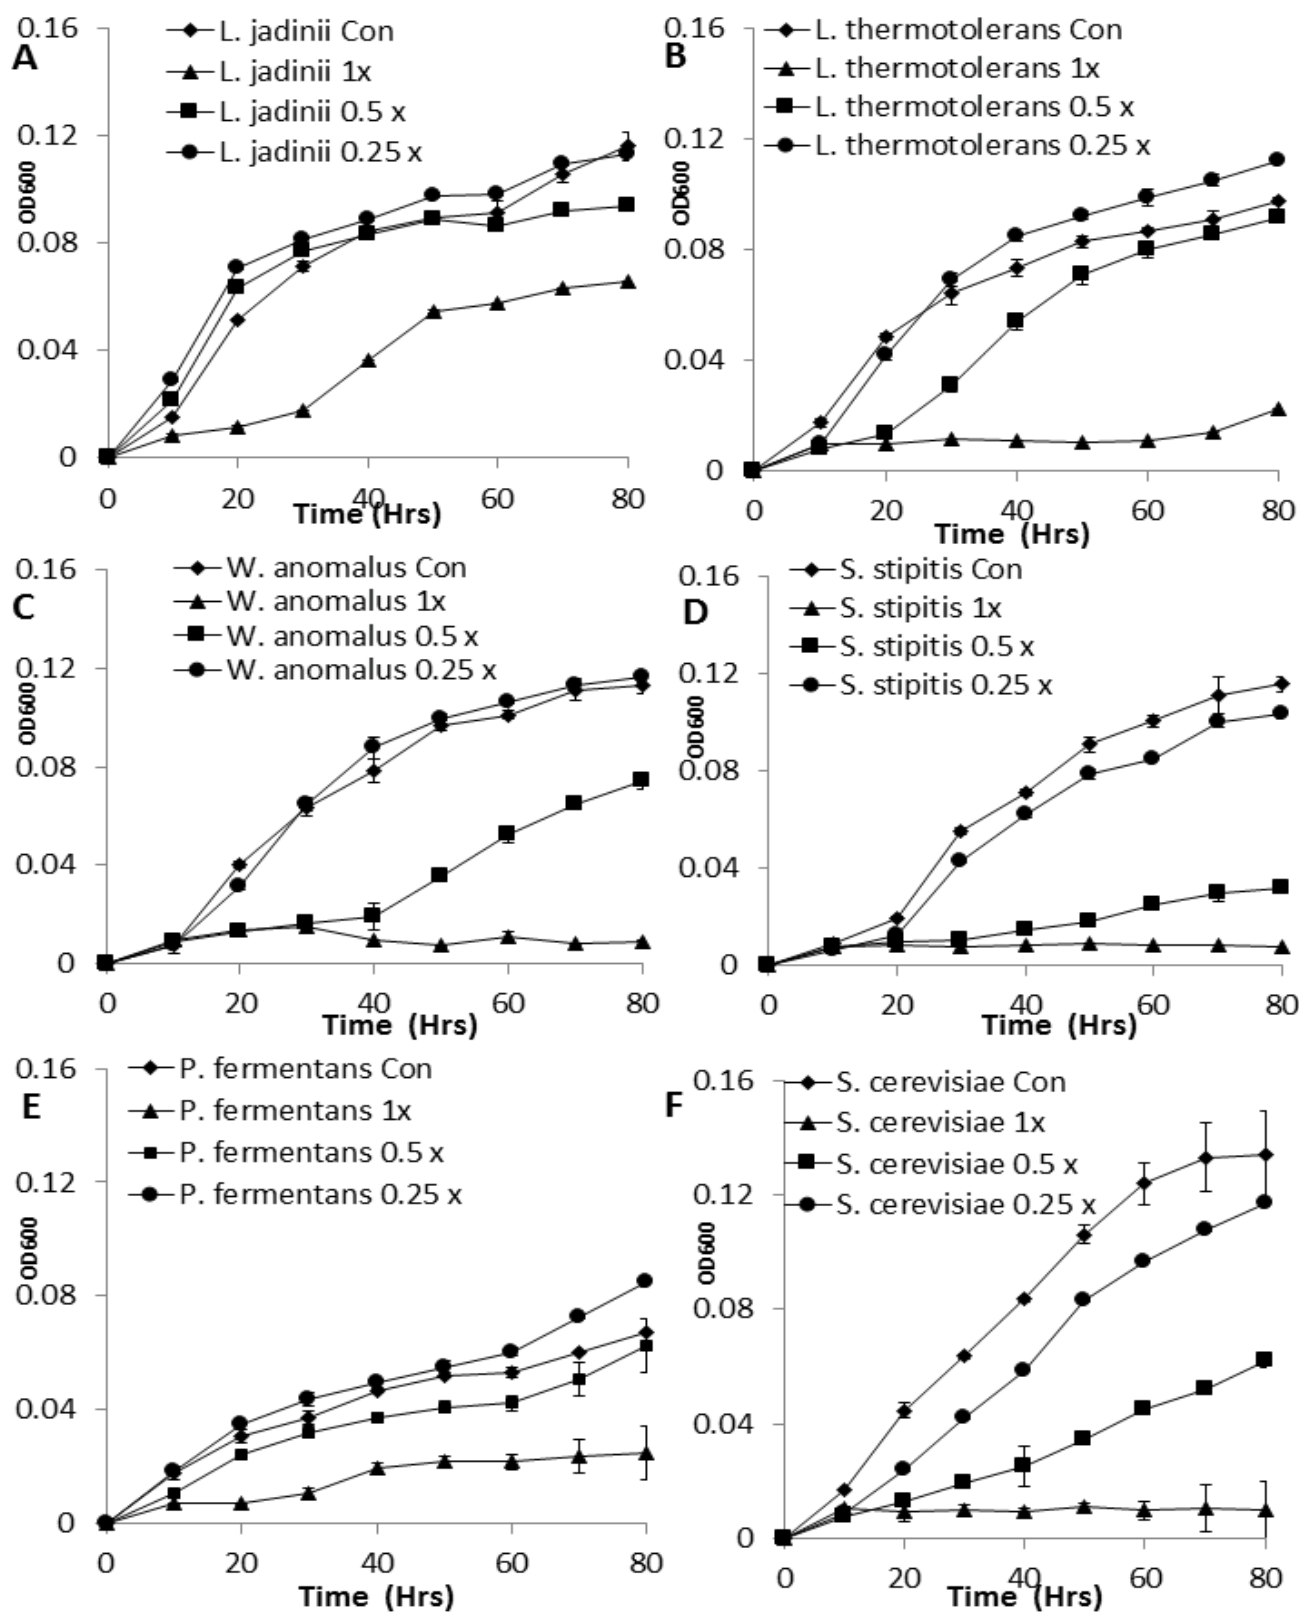 A
0.16
L. jadinii Con
L. jadinii 1x
L. jadinii 0.5 x
L. jadinii 0.25 x
0.12
0.08
0.04
0
OD600
0 20 40 60 80
Time (Hrs)
B
0.16
L. thermotolerans Con
L. thermotolerans 1x
L. thermotolerans 0.5 x
L. thermotolerans 0.25 x
0.12
0.08
0.04
0
OD600
0 20 40 60 80
Time (Hrs)
C
0.16
W. anomalus Con
W. anomalus 1x
W. anomalus 0.5 x
W. anomalus 0.25 x
0.12
0.08
0.04
0
OD600
0 20 40 60 80
Time (Hrs)
D
0.16
S. stipitis Con
S. stipitis 1x
S. stipitis 0.5 x
S. stipitis 0.25 x
0.12
0.08
0.04
0
OD600
0 20 40 60 80
Time (Hrs)
E
0.16
P. fermentans Con
P. fermentans 1x
P. fermentans 0.5 x
P. fermentans 0.25 x
0.12
0.08
0.04
0
OD600
0 20 40 60 80
Time (Hrs)
F
0.16
S. cerevisiae Con
S. cerevisiae 1x
S. cerevisiae 0.5 x
S. cerevisiae 0.25 x
0.12
0.08
0.04
0
OD600
0 20 40 60 80
Time (Hrs)